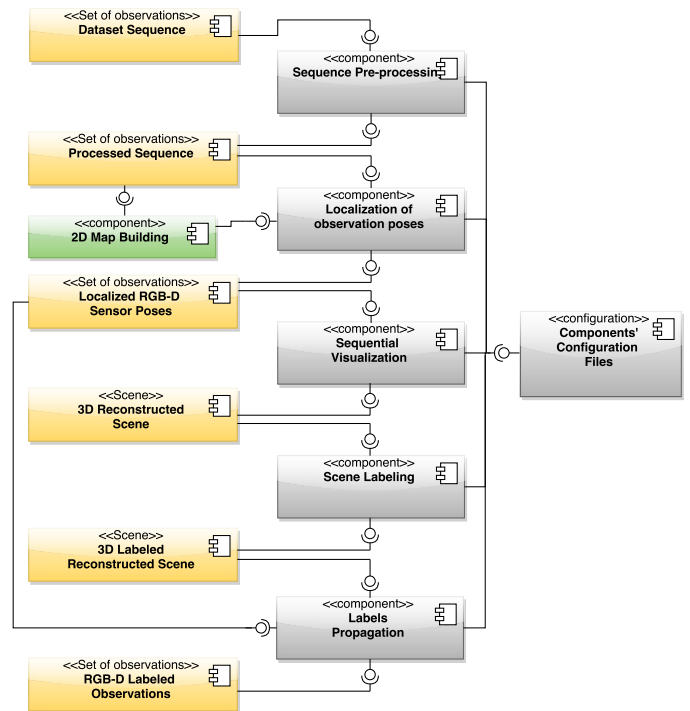 <<Set of observations>>
Dataset Sequence
<<component>>
Sequence Pre-processing
<<Set of observations>>
Processed Sequence
<<component>>
Localization of
observation poses
<<component>>
2D Map Building
<<Set of observations>>
Localized RGB-D
Sensor Poses
<<component>>
Sequential
Visualization
<<configuration>>
Components'
Configuration
Files
<<Scene>>
3D Reconstructed
Scene
<<component>>
Scene Labeling
<<Scene>>
3D Labeled
Reconstructed Scene
<<component>>
Labels
Propagation
<<Set of observations>>
RGB-D Labeled
Observations